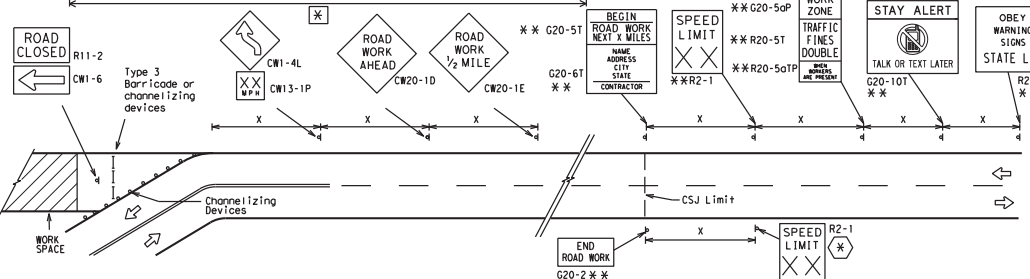 ROAD
CLOSED
R11-2
CW1-6
Type 3
Barricade or
channelizing
devices
CW1-4L
XX
MPH
CW13-1P
*
ROAD
WORK
AHEAD
CW20-1D
ROAD
WORK
1/2 MILE
CW20-1E
** G20-5T
BEGIN
ROAD WORK
NEXT X MILES
G20-6T
**
NAME
ADDRESS
CITY
STATE
CONTRACTOR
SPEED
LIMIT
XX
**R2-1
**G20-5aP
WORK
ZONE
**R20-5T
TRAFFIC
FINES
DOUBLE
**R20-5aTP
WHEN
WORKERS
ARE PRESENT
STAY ALERT
TALK OR TEXT LATER
G20-10T
**
OBEY
WARNING
SIGNS
STATE L
R2
*
X
X
X
X
X
X
X
Channelizing
Devices
WORK
SPACE
CSJ Limit
END
ROAD WORK
G20-2 **
X
SPEED
LIMIT
XX
R2-1
*